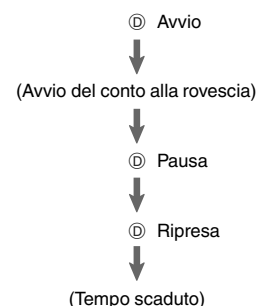 Ⓓ Avvio
(Avvio del conto alla rovescia)
Ⓓ Pausa
Ⓓ Ripresa
(Tempo scaduto)